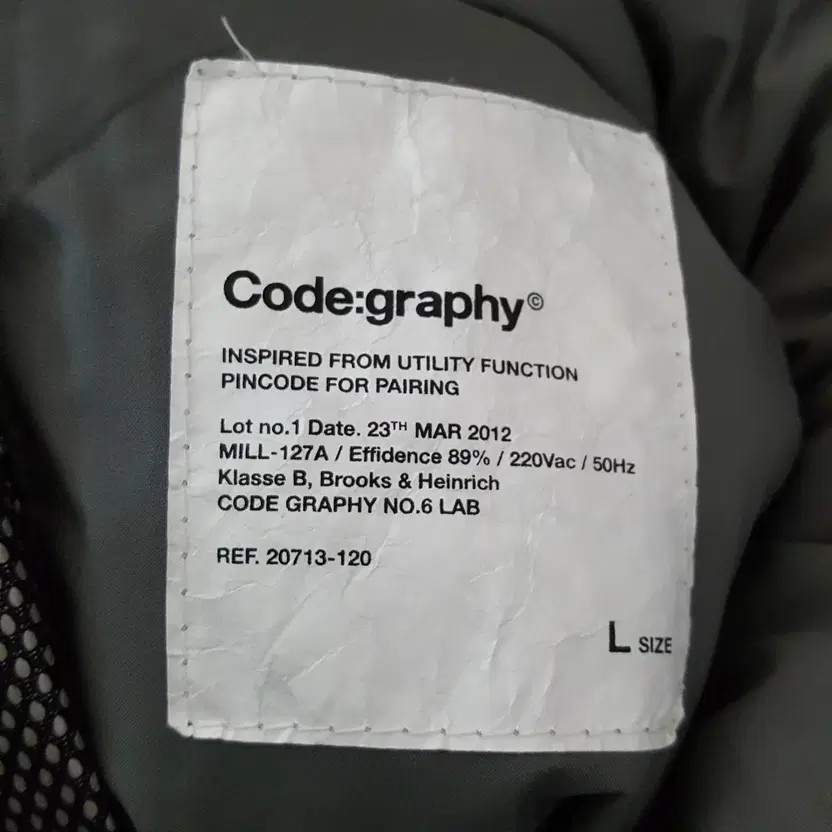 Code:graphy©
INSPIRED FROM UTILITY FUNCTION
PINCODE FOR PAIRING
Lot no.1 Date. 23TH MAR 2012
MILL-127A / Effidence 89% / 220Vac / 50Hz
Klasse B, Brooks & Heinrich
CODE GRAPHY NO.6 LAB
REF. 20713-120
L SIZE